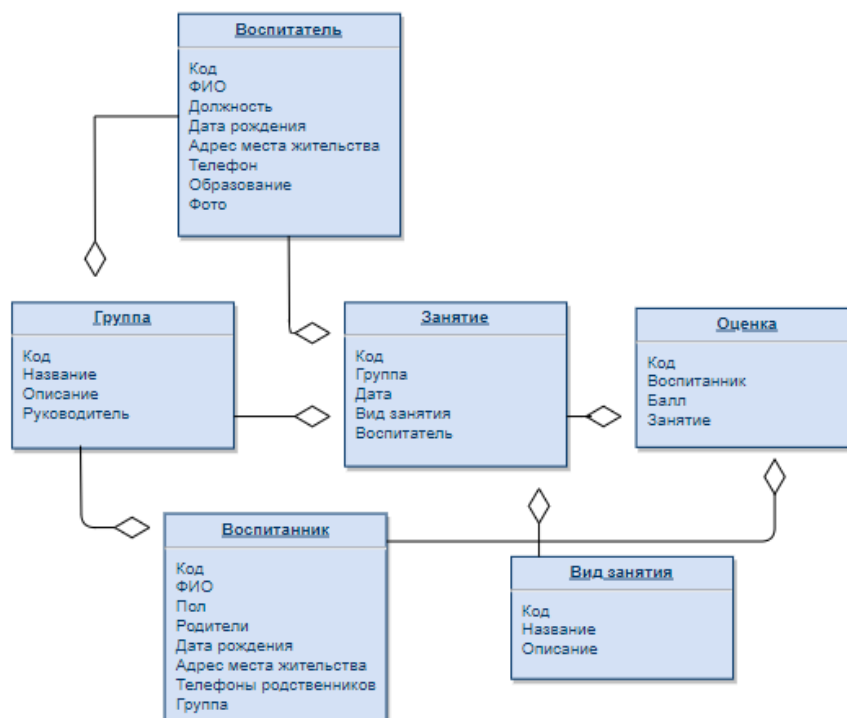 Воспитатель
Код
ФИО
Должность
Дата рождения
Адрес места жительства
Телефон
Образование
Фото
Группа
Код
Название
Описание
Руководитель
Занятие
Код
Группа
Дата
Вид занятия
Воспитатель
Оценка
Код
Воспитанник
Балл
Занятие
Воспитанник
Код
ФИО
Пол
Родители
Дата рождения
Адрес места жительства
Телефоны родственников
Группа
Вид занятия
Код
Название
Описание